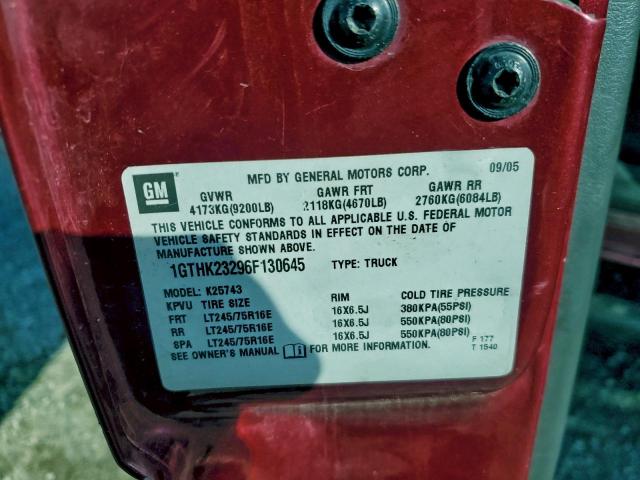 MFD BY GENERAL MOTORS CORP. 09/05
GM
GVWR GAWR FRT GAWR RR
4173KG(9200LB) 2118KG(4670LB) 2760KG(6084LB)
THIS VEHICLE CONFORMS TO ALL APPLICABLE U.S. FEDERAL MOTOR
VEHICLE SAFETY STANDARDS IN EFFECT ON THE DATE OF
MANUFACTURE SHOWN ABOVE.
1GTHK23296F130645 TYPE: TRUCK
MODEL: K25743
KPVU TIRE SIZE RIM COLD TIRE PRESSURE
FRT LT245/75R16E 16X6.5J 380KPA(55PSI)
RR LT245/75R16E 16X6.5J 550KPA(80PSI)
SPA LT245/75R16E 16X6.5J 550KPA(80PSI)
SEE OWNER'S MANUAL FOR MORE INFORMATION.
F 177
T 1540